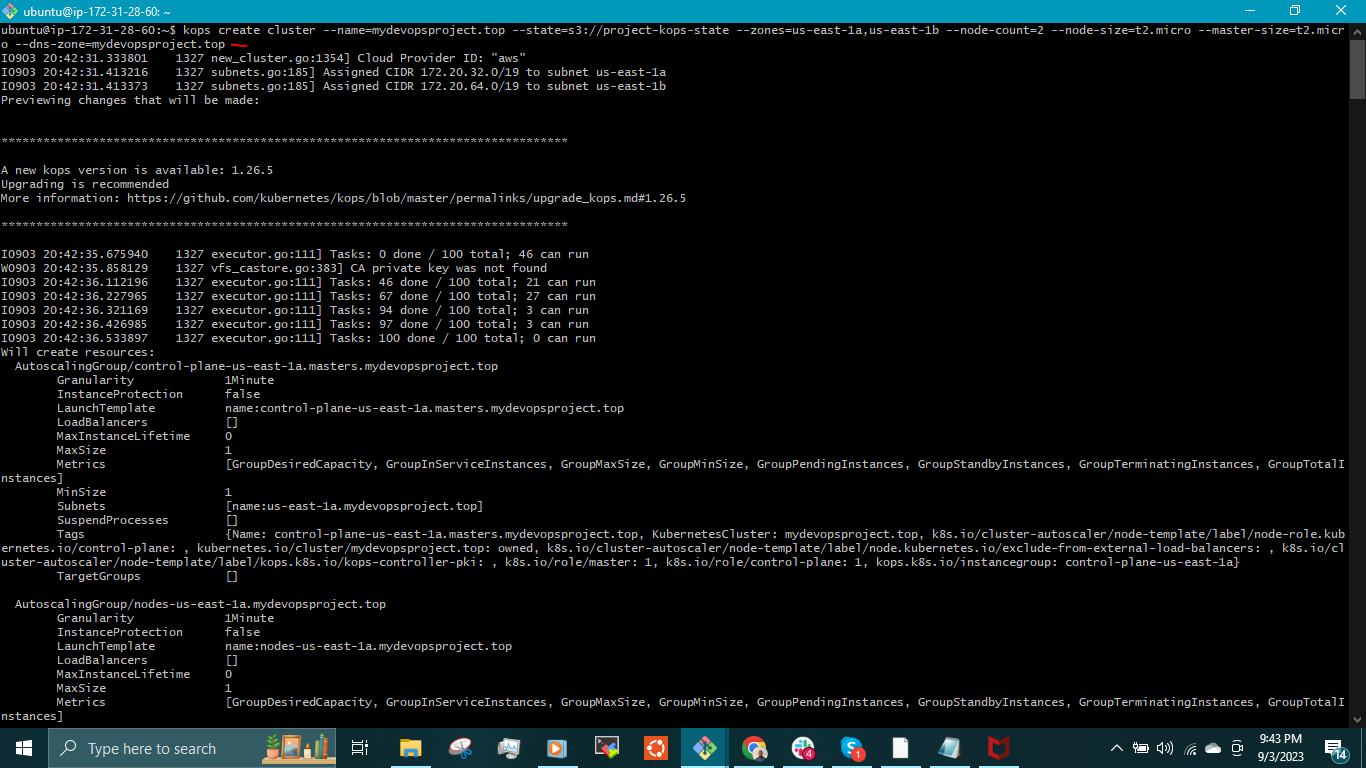 ubuntu@ip-172-31-28-60: ~
ubuntu@ip-172-31-28-60:~$ kops create cluster --name=mydevopsproject.top --state=s3://project-kops-state --zones=us-east-1a,us-east-1b --node-count=2 --node-size=t2.micro --master-size=t2.micr
o --dns-zone=mydevopsproject.top
I0903 20:42:31.333801    1327 new_cluster.go:1354] Cloud Provider ID: "aws"
I0903 20:42:31.413216    1327 subnets.go:185] Assigned CIDR 172.20.32.0/19 to subnet us-east-1a
I0903 20:42:31.413373    1327 subnets.go:185] Assigned CIDR 172.20.64.0/19 to subnet us-east-1b
Previewing changes that will be made:
*********************************************************************************
A new kops version is available: 1.26.5
Upgrading is recommended
More information: https://github.com/kubernetes/kops/blob/master/permalinks/upgrade_kops.md#1.26.5
*********************************************************************************
I0903 20:42:35.675940    1327 executor.go:111] Tasks: 0 done / 100 total; 46 can run
W0903 20:42:35.858129    1327 vfs_castore.go:383] CA private key was not found
I0903 20:42:36.112196    1327 executor.go:111] Tasks: 46 done / 100 total; 21 can run
I0903 20:42:36.227965    1327 executor.go:111] Tasks: 67 done / 100 total; 27 can run
I0903 20:42:36.321169    1327 executor.go:111] Tasks: 94 done / 100 total; 3 can run
I0903 20:42:36.426985    1327 executor.go:111] Tasks: 97 done / 100 total; 3 can run
I0903 20:42:36.533897    1327 executor.go:111] Tasks: 100 done / 100 total; 0 can run
Will create resources:
AutoscalingGroup/control-plane-us-east-1a.masters.mydevopsproject.top
Granularity 1Minute
InstanceProtection false
LaunchTemplate name:control-plane-us-east-1a.masters.mydevopsproject.top
LoadBalancers []
MaxInstanceLifetime 0
MaxSize 1
Metrics [GroupDesiredCapacity, GroupInServiceInstances, GroupMaxSize, GroupMinSize, GroupPendingInstances, GroupStandbyInstances, GroupTerminatingInstances, GroupTotalI
nstances]
MinSize 1
Subnets [name:us-east-1a.mydevopsproject.top]
SuspendProcesses []
Tags {Name: control-plane-us-east-1a.masters.mydevopsproject.top, KubernetesCluster: mydevopsproject.top, k8s.io/cluster-autoscaler/node-template/label/node-role.kub
ernetes.io/control-plane: , kubernetes.io/cluster/mydevopsproject.top: owned, k8s.io/cluster-autoscaler/node-template/label/node.kubernetes.io/exclude-from-external-load-balancers: , k8s.io/cl
uster-autoscaler/node-template/label/kops.k8s.io/kops-controller-pki: , k8s.io/role/master: 1, k8s.io/role/control-plane: 1, kops.k8s.io/instancegroup: control-plane-us-east-1a}
TargetGroups []
AutoscalingGroup/nodes-us-east-1a.mydevopsproject.top
Granularity 1Minute
InstanceProtection false
LaunchTemplate name:nodes-us-east-1a.mydevopsproject.top
LoadBalancers []
MaxInstanceLifetime 0
MaxSize 1
Metrics [GroupDesiredCapacity, GroupInServiceInstances, GroupMaxSize, GroupMinSize, GroupPendingInstances, GroupStandbyInstances, GroupTerminatingInstances, GroupTotalI
nstances]
Type here to search
4
1
9:43 PM
9/3/2023
14